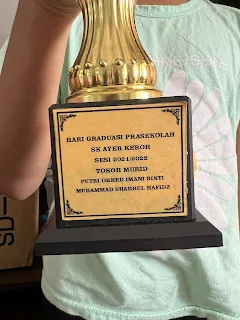 HARI GRADUASI PRASEKOLAH
SK AYER KEROH
SESI 2021/2022
TOKOH MURID
PUTRI ORKED IMANI BINTI
MUHAMMAD SHAHRUL HAFIDZ